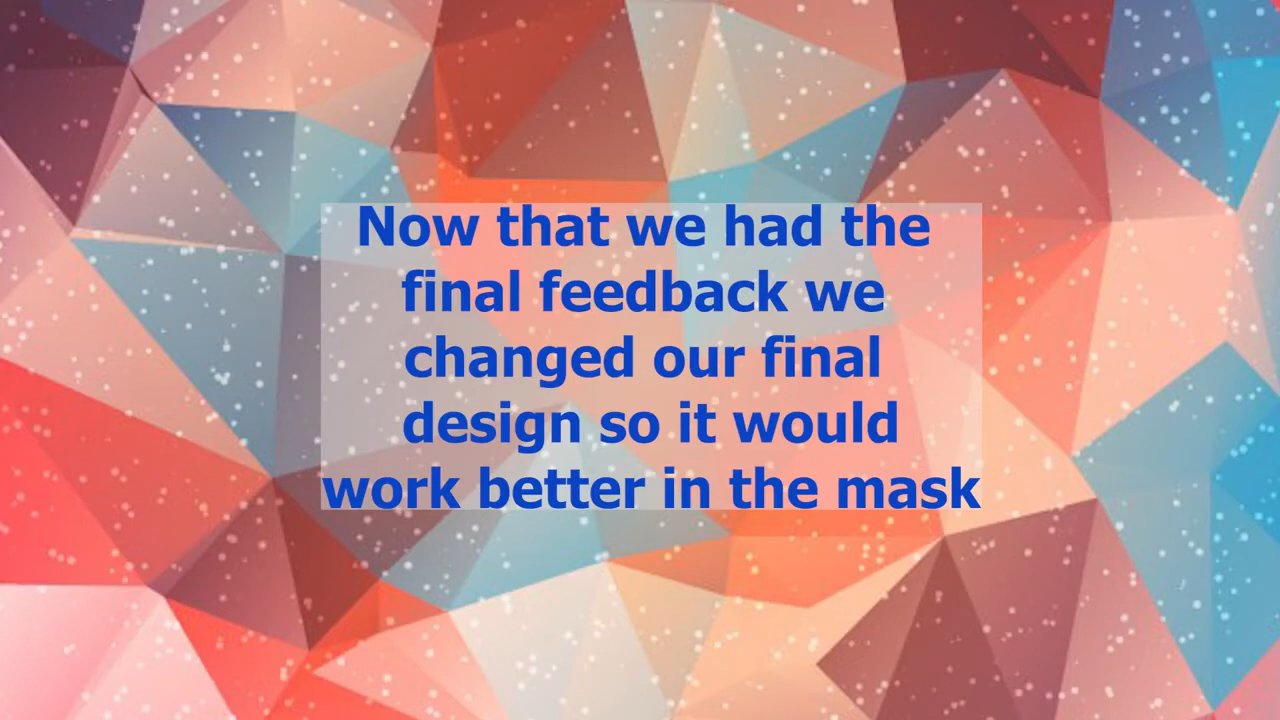 Now that we had the
final feedback we
changed our final
design so it would
work better in the mask